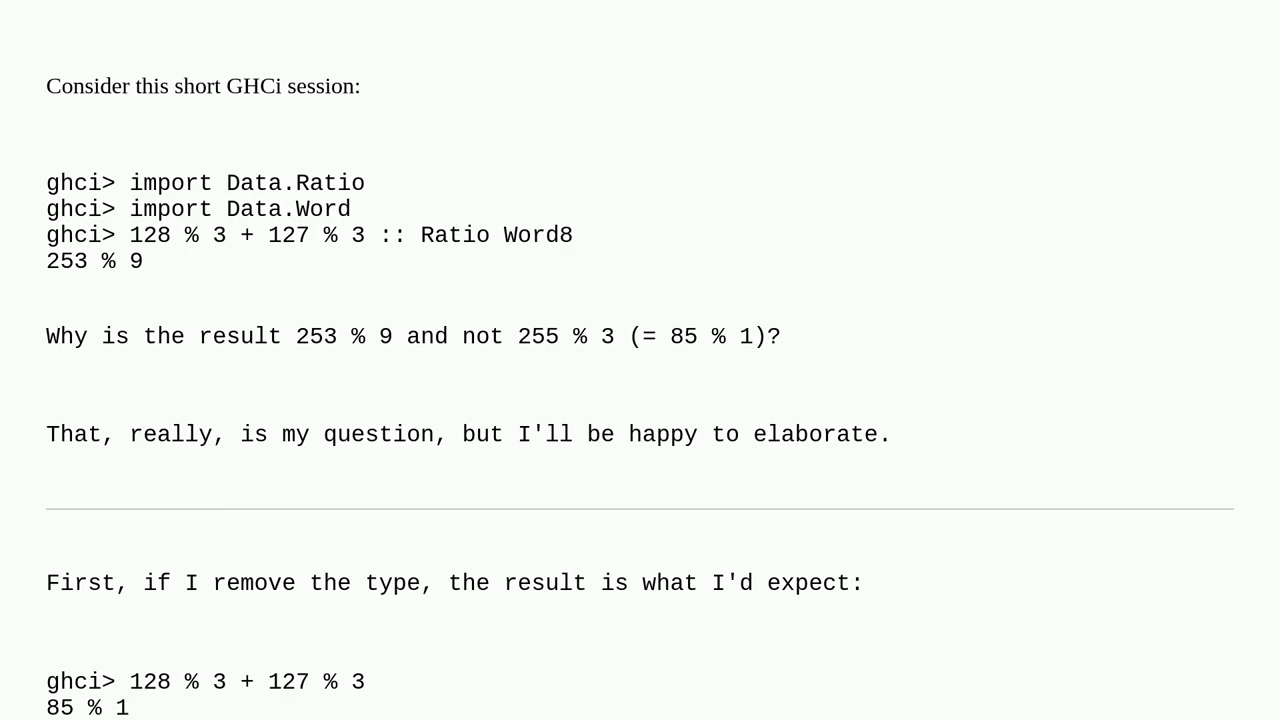 Consider this short GHCi session:
ghci> import Data.Ratio
ghci> import Data.Word
ghci> 128 % 3 + 127 % 3 :: Ratio Word8
253 % 9
Why is the result 253 % 9 and not 255 % 3 (= 85 % 1)?
That, really, is my question, but I'll be happy to elaborate.
First, if I remove the type, the result is what I'd expect:
ghci> 128 % 3 + 127 % 3
85 % 1